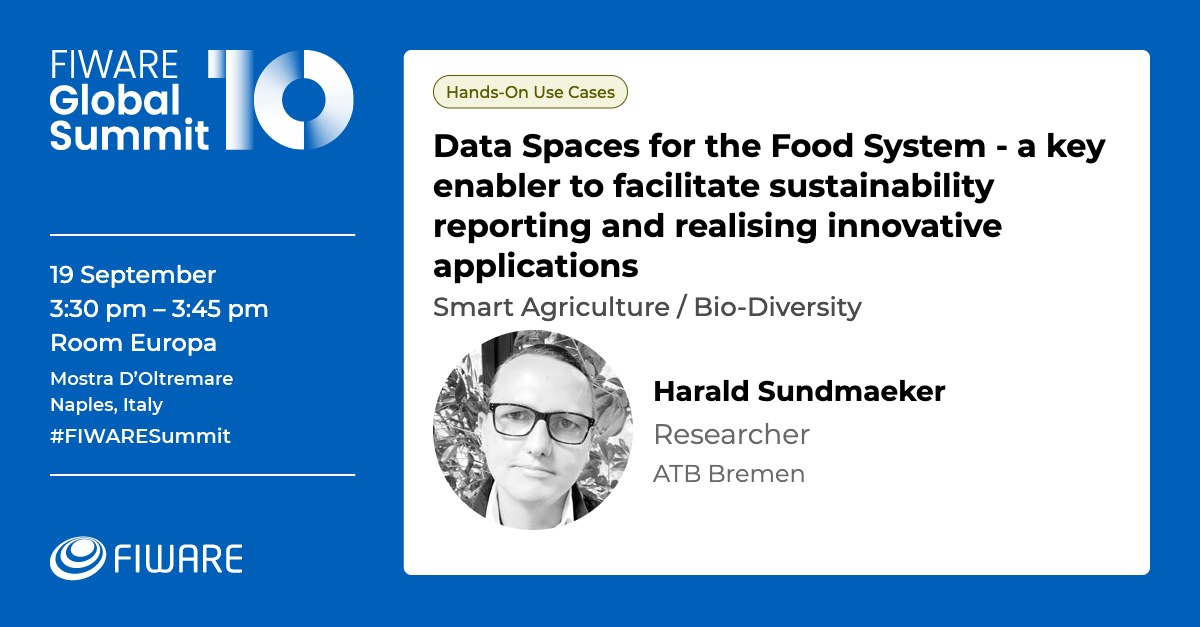 FIWARE
Global
Summit
10
19 September
3:30 pm – 3:45 pm
Room Europa
Mostra D’Oltremare
Naples, Italy
#FIWARESummit
FIWARE
Hands-On Use Cases
Data Spaces for the Food System - a key
enabler to facilitate sustainability
reporting and realising innovative
applications
Smart Agriculture / Bio-Diversity
Harald Sundmaeker
Researcher
ATB Bremen